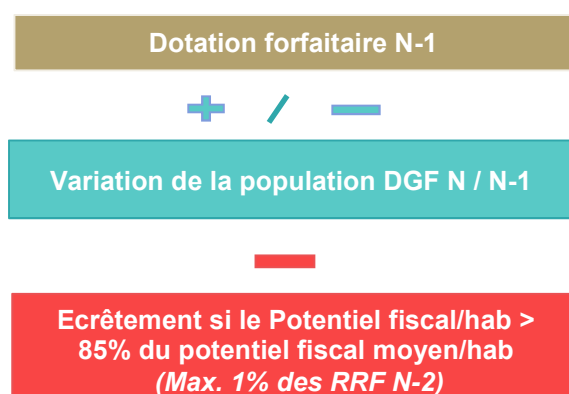 Dotation forfaitaire N-1
+ / −
Variation de la population DGF N / N-1
−
Ecrêtement si le Potentiel fiscal/hab >
85% du potentiel fiscal moyen/hab
(Max. 1% des RRF N-2)